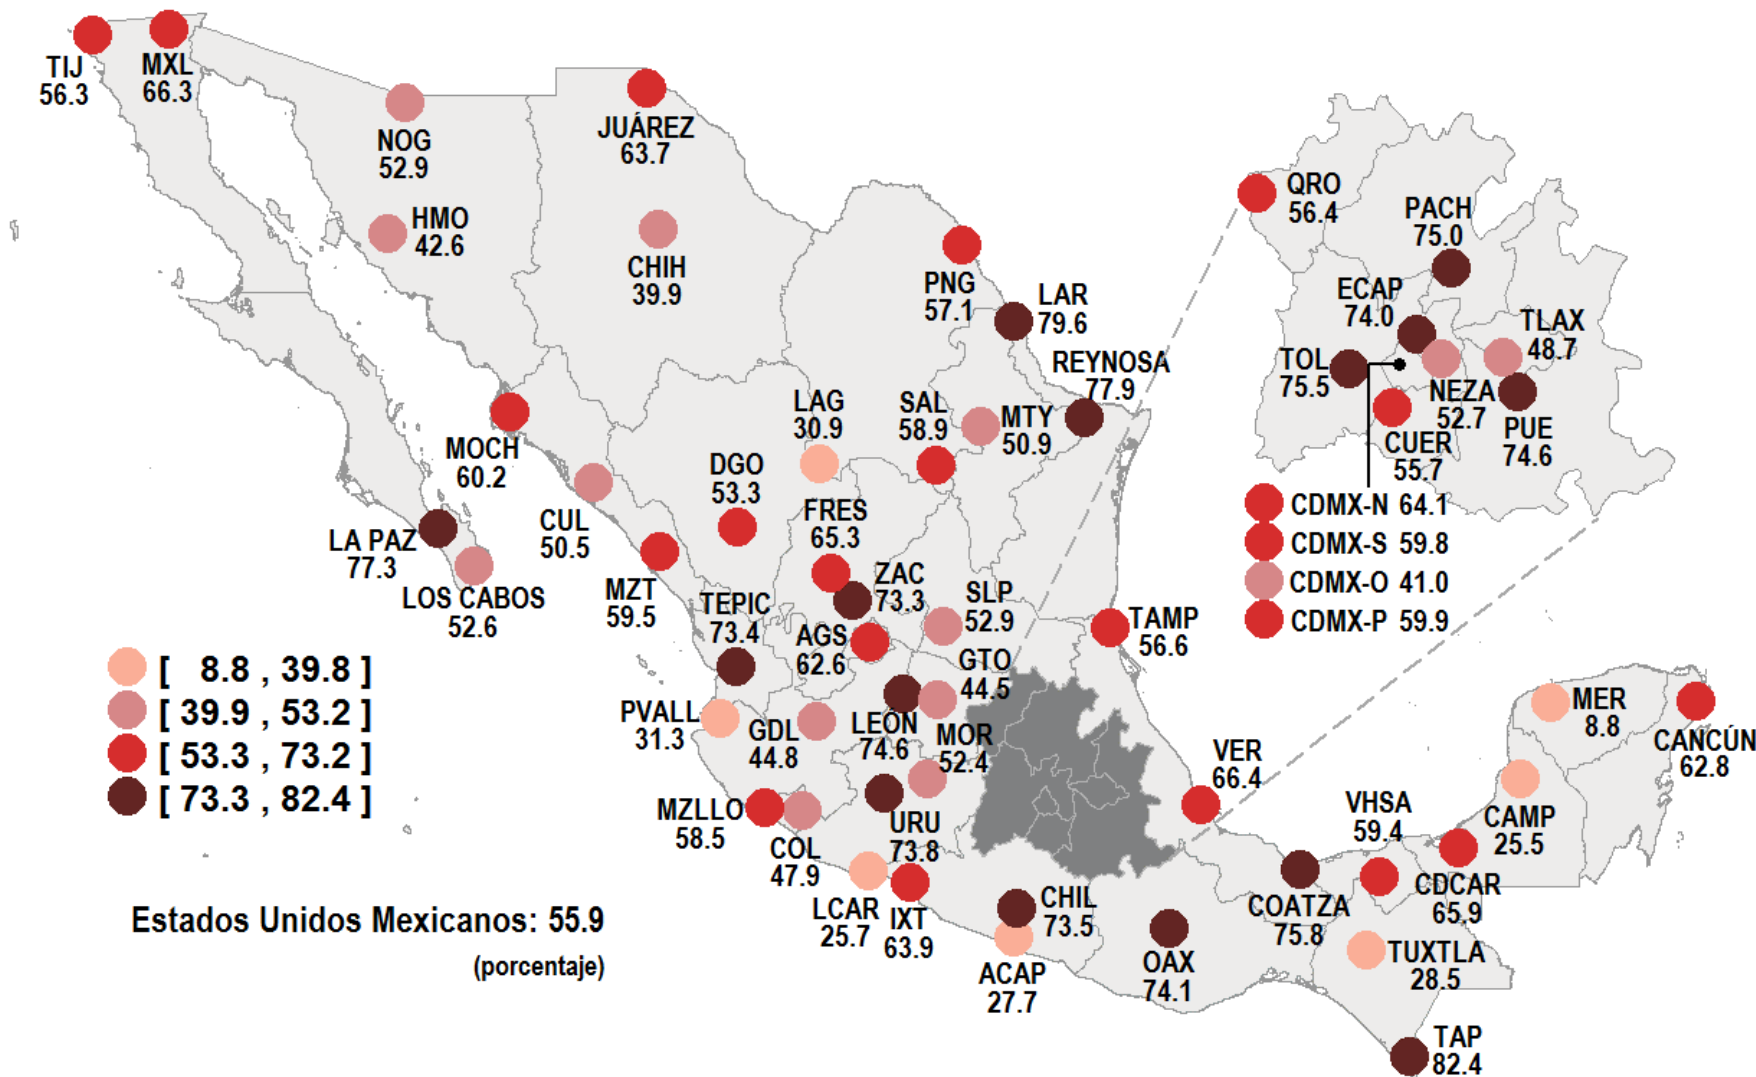 TIJ
56.3
MXL
66.3
NOG
52.9
HMO
42.6
JUÁREZ
63.7
CHIH
39.9
PNG
57.1
LAR
79.6
REYNOSA
77.9
LAG
30.9
SAL
58.9
MTY
50.9
MOCH
60.2
DGO
53.3
CUL
50.5
FRES
65.3
LA PAZ
77.3
LOS CABOS
52.6
MZT
59.5
ZAC
73.3
TEPIC
73.4
SLP
52.9
AGS
62.6
TAMP
56.6
GTO
44.5
PVALL
31.3
GDL
44.8
LEÓN
74.6
MOR
52.4
MZLLO
58.5
COL
47.9
URU
73.8
LCAR
25.7
IXT
63.9
CHIL
73.5
ACAP
27.7
OAX
74.1
VER
66.4
COATZA
75.8
VHSA
59.4
CDCAR
65.9
TUXTLA
28.5
TAP
82.4
CAMP
25.5
MER
8.8
CANCÚN
62.8
QRO
56.4
PACH
75.0
ECAP
74.0
TLAX
48.7
TOL
75.5
NEZA
52.7
CUER
55.7
PUE
74.6
CDMX-N 64.1
CDMX-S 59.8
CDMX-O 41.0
CDMX-P 59.9
[ 8.8 , 39.8 ]
[ 39.9 , 53.2 ]
[ 53.3 , 73.2 ]
[ 73.3 , 82.4 ]
Estados Unidos Mexicanos: 55.9
(porcentaje)